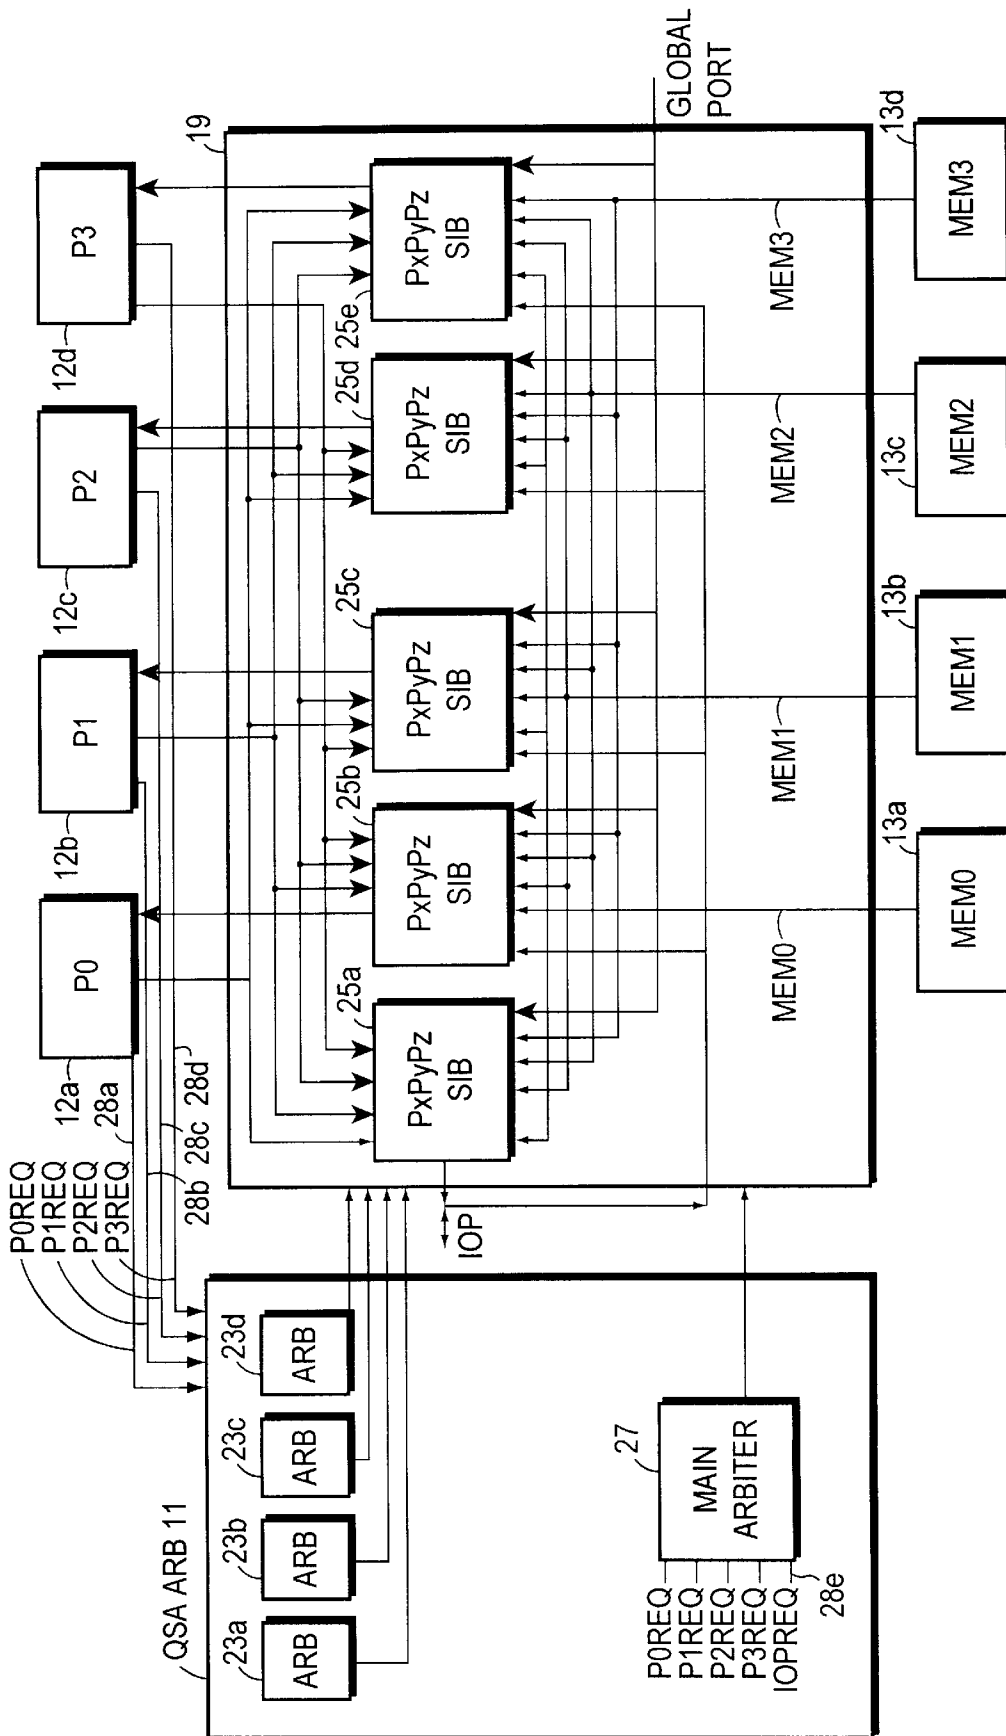 P0REQ
P1REQ
P2REQ
P3REQ
28a
28b
28c
28d
12a
P0
12b
P1
12c
P2
12d
P3
QSA ARB 11
23a
ARB
23b
ARB
23c
ARB
23d
ARB
27
MAIN
ARBITER
P0REQ
P1REQ
P2REQ
P3REQ
IOPREQ
28e
19
IOP
25a
PxPyPz
SIB
25b
PxPyPz
SIB
25c
PxPyPz
SIB
25d
PxPyPz
SIB
25e
PxPyPz
SIB
GLOBAL
PORT
MEM0
MEM1
MEM2
MEM3
13a
MEM0
13b
MEM1
13c
MEM2
13d
MEM3